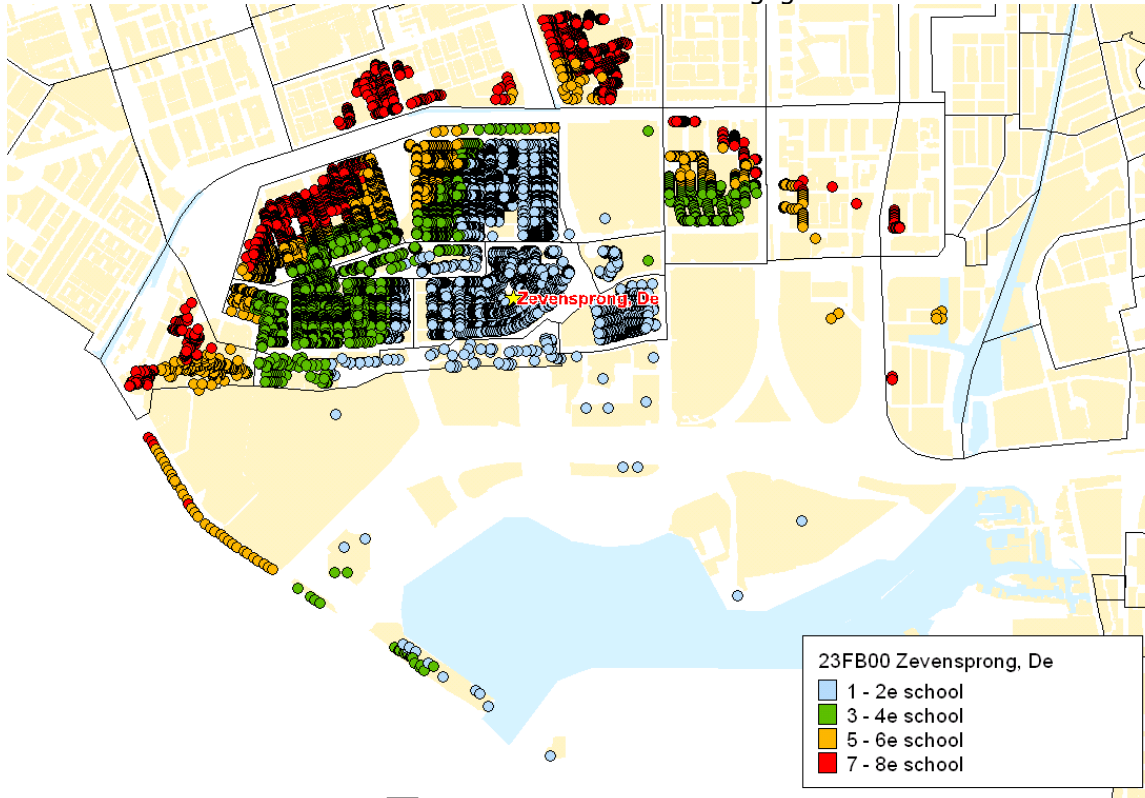 Zevensprong, De
23FB00 Zevensprong, De
1 - 2e school
3 - 4e school
5 - 6e school
7 - 8e school